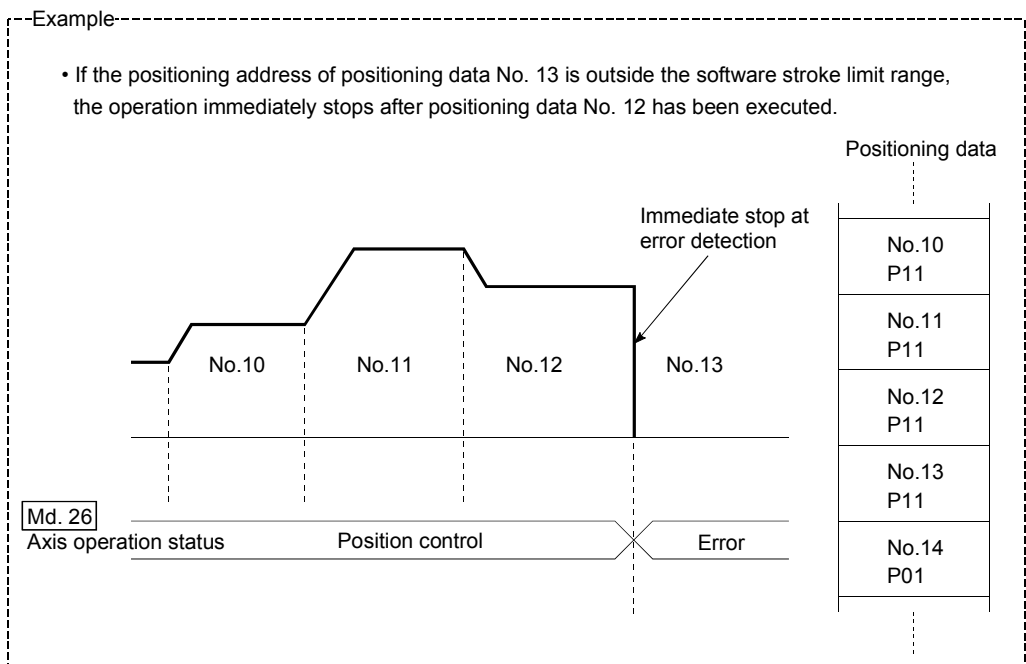 Example
• If the positioning address of positioning data No. 13 is outside the software stroke limit range,
the operation immediately stops after positioning data No. 12 has been executed.
Positioning data
Immediate stop at
error detection
No.10
P11
No.11
P11
No.12
P11
No.13
P11
No.14
P01
No.10
No.11
No.12
No.13
Md. 26
Axis operation status
Position control
Error